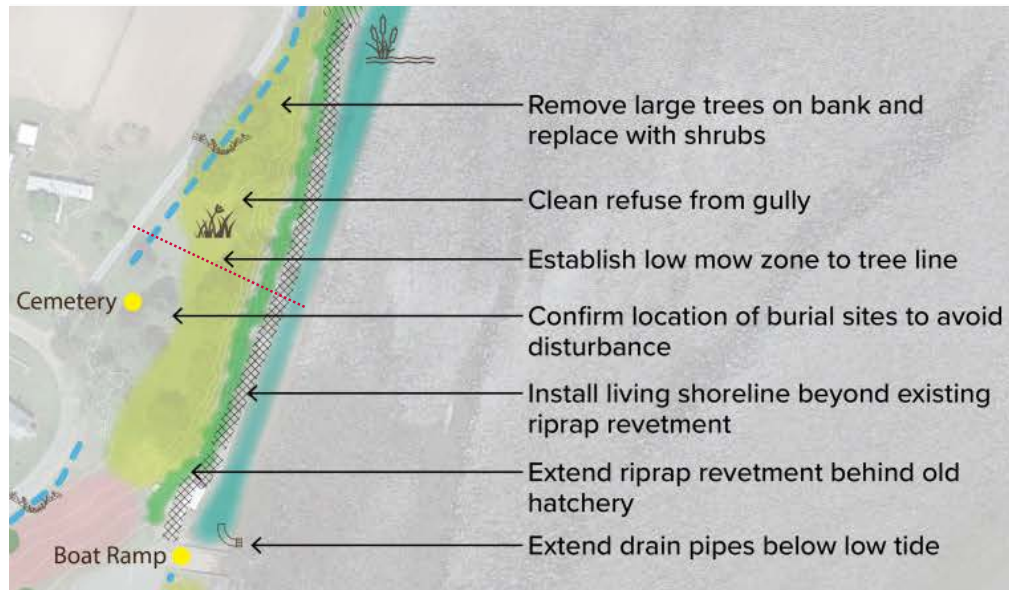 Remove large trees on bank and
replace with shrubs
Clean refuse from gully
Establish low mow zone to tree line
Cemetery
Confirm location of burial sites to avoid
disturbance
Install living shoreline beyond existing
riprap revetment
Extend riprap revetment behind old
hatchery
Boat Ramp
Extend drain pipes below low tide